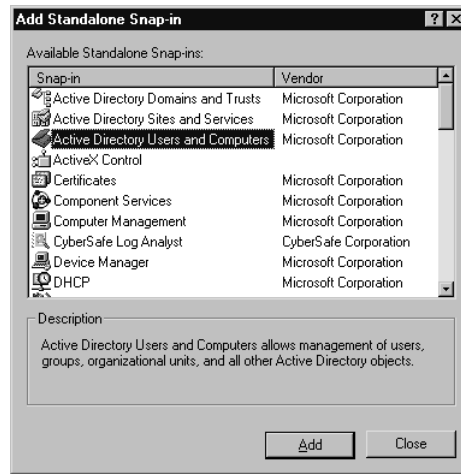 Add Standalone Snap-in
Available Standalone Snap-ins:
Snap-in Vendor
Active Directory Domains and Trusts Microsoft Corporation
Active Directory Sites and Services Microsoft Corporation
Active Directory Users and Computers Microsoft Corporation
ActiveX Control
Certificates Microsoft Corporation
Component Services Microsoft Corporation
Computer Management Microsoft Corporation
CyberSafe Log Analyst CyberSafe Corporation
Device Manager Microsoft Corporation
DHCP Microsoft Corporation
Description
Active Directory Users and Computers allows management of users,
groups, organizational units, and all other Active Directory objects.
Add Close